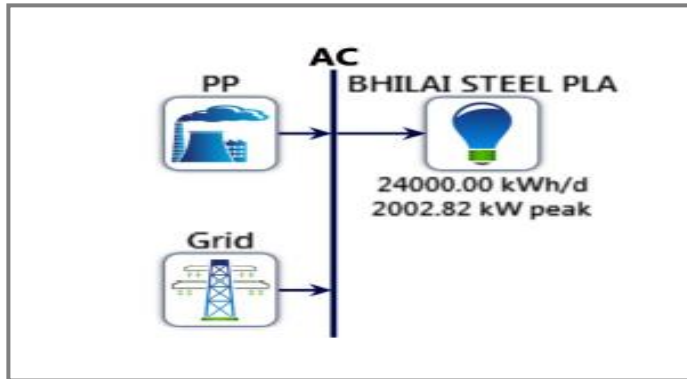 AC
PP
BHILAI STEEL PLA
24000.00 kWh/d
2002.82 kW peak
Grid